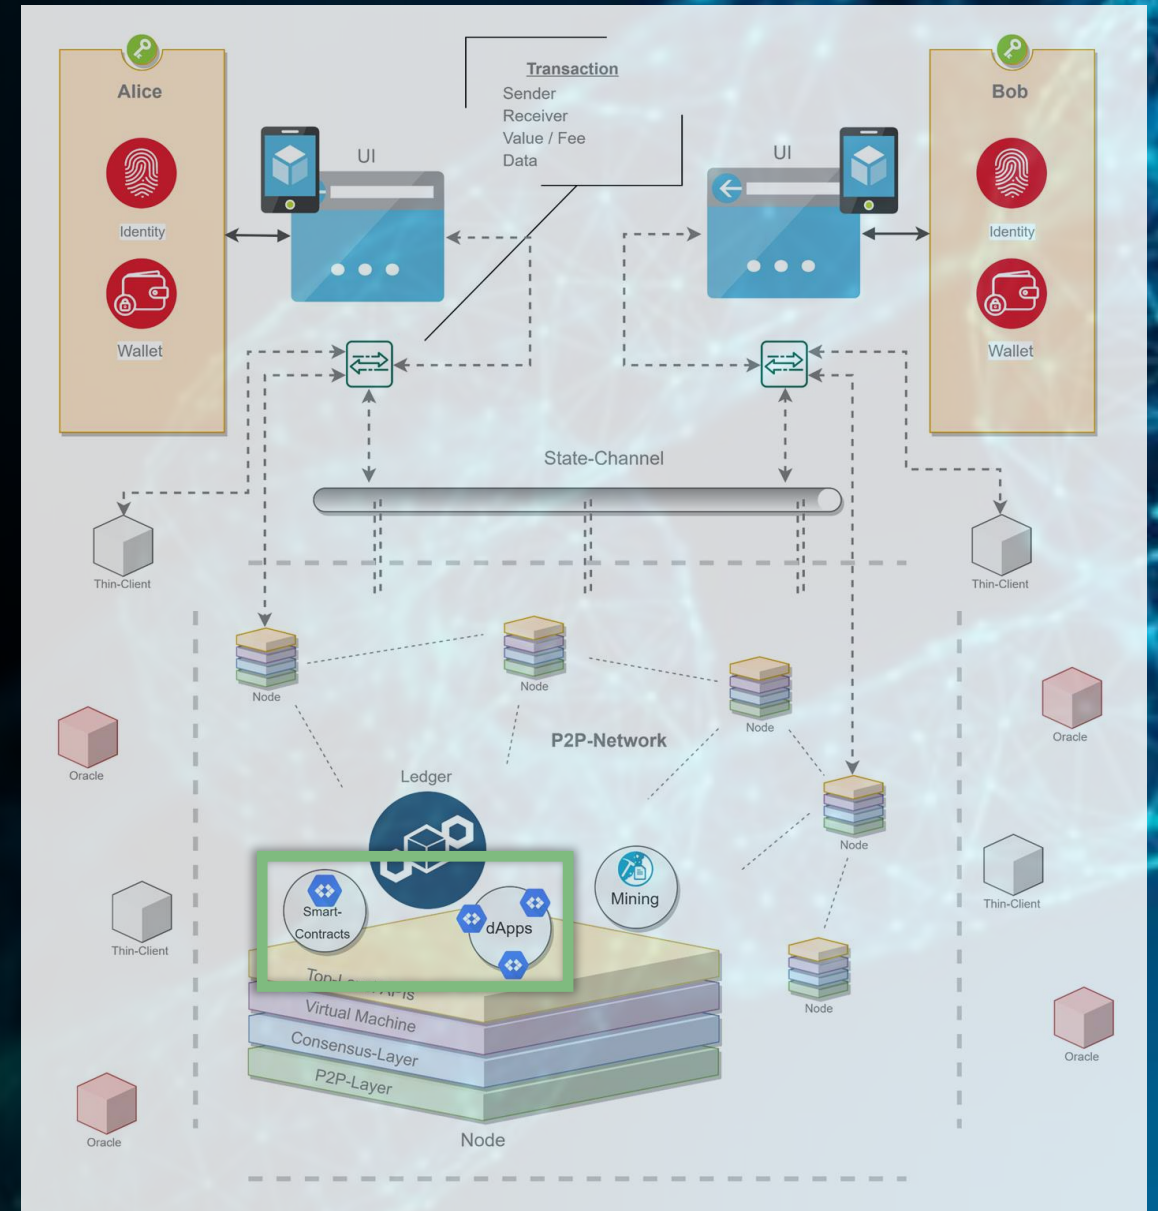 Alice
Identity
Wallet
UI
Transaction
Sender
Receiver
Value / Fee
Data
UI
Bob
Identity
Wallet
State-Channel
Thin-Client
Thin-Client
Node
Node
Node
P2P-Network
Oracle
Oracle
Ledger
Node
Smart-
Contracts
dApps
Mining
Thin-Client
Thin-Client
Node
Virtual Machine
Consensus-Layer
P2P-Layer
Node
Oracle
Oracle